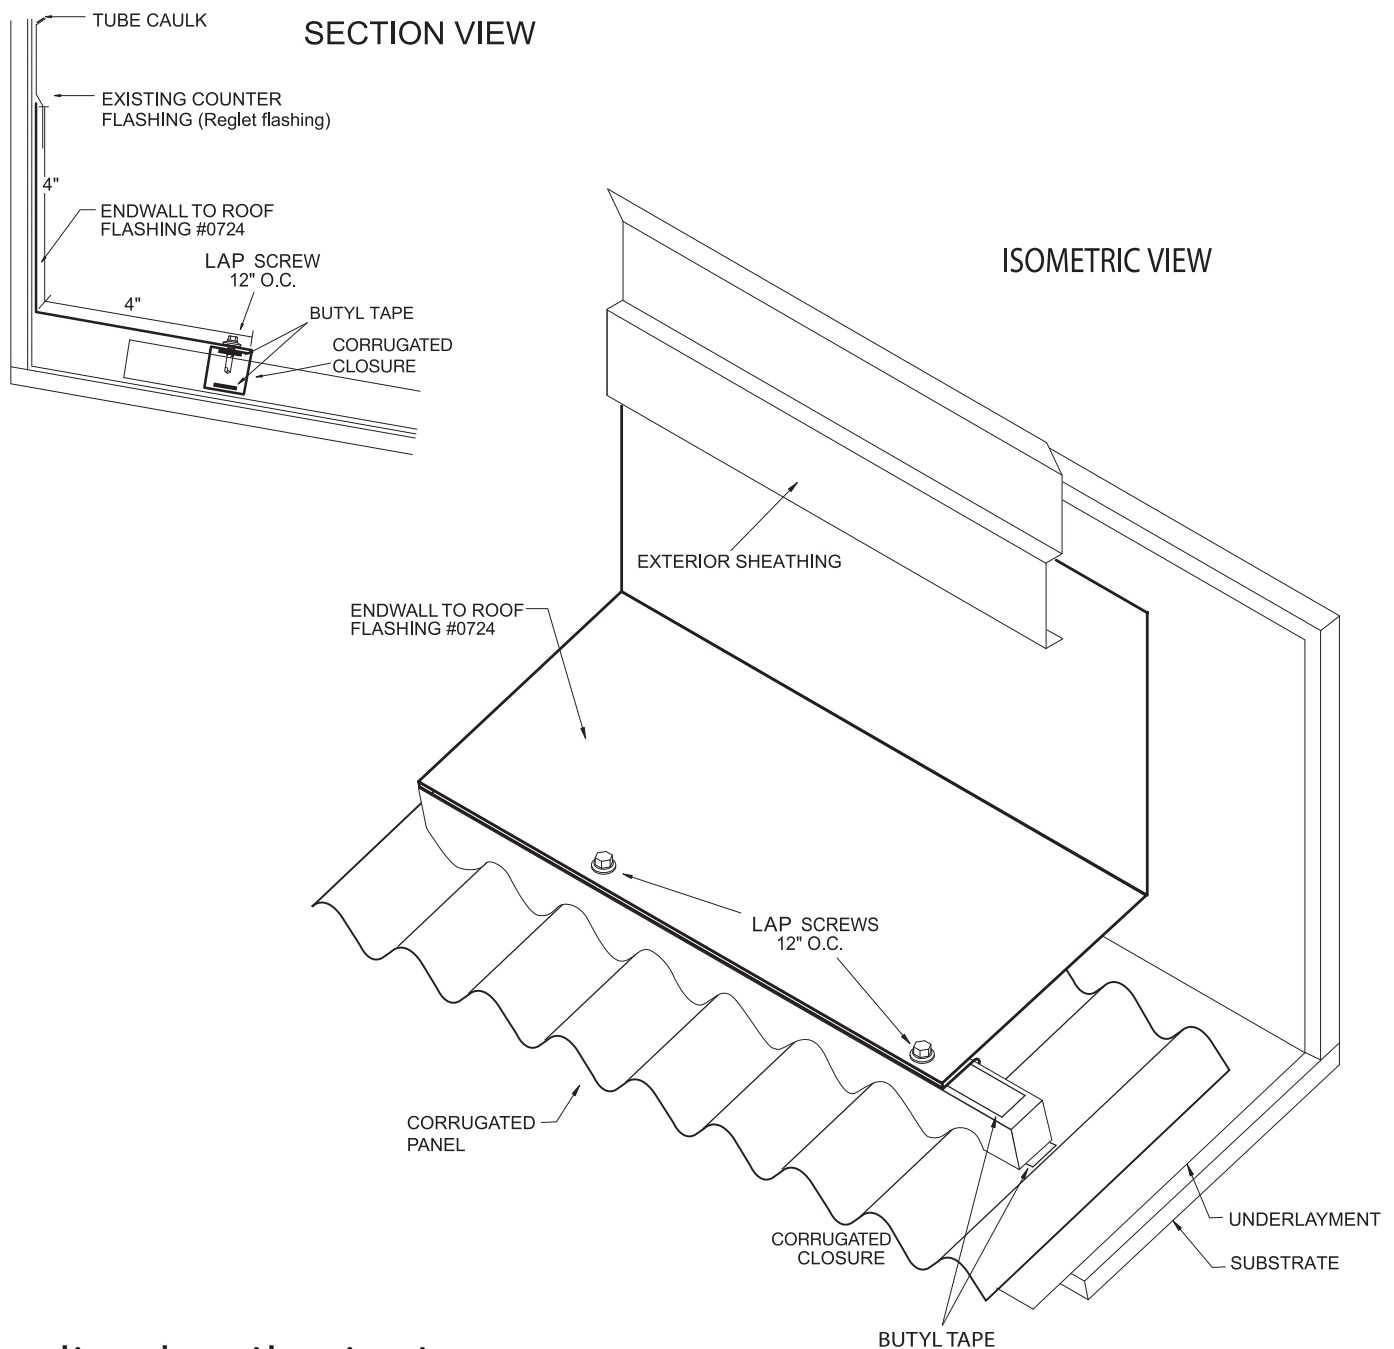 TUBE CAULK
SECTION VIEW
EXISTING COUNTER
FLASHING (Reglet flashing)
4"
ENDWALL TO ROOF
FLASHING #0724
LAP SCREW
12" O.C.
4"
BUTYL TAPE
CORRUGATED
CLOSURE
ISOMETRIC VIEW
EXTERIOR SHEATHING
ENDWALL TO ROOF
FLASHING #0724
LAP SCREWS
12" O.C.
CORRUGATED
PANEL
CORRUGATED
CLOSURE
UNDERLAYMENT
SUBSTRATE
BUTYL TAPE